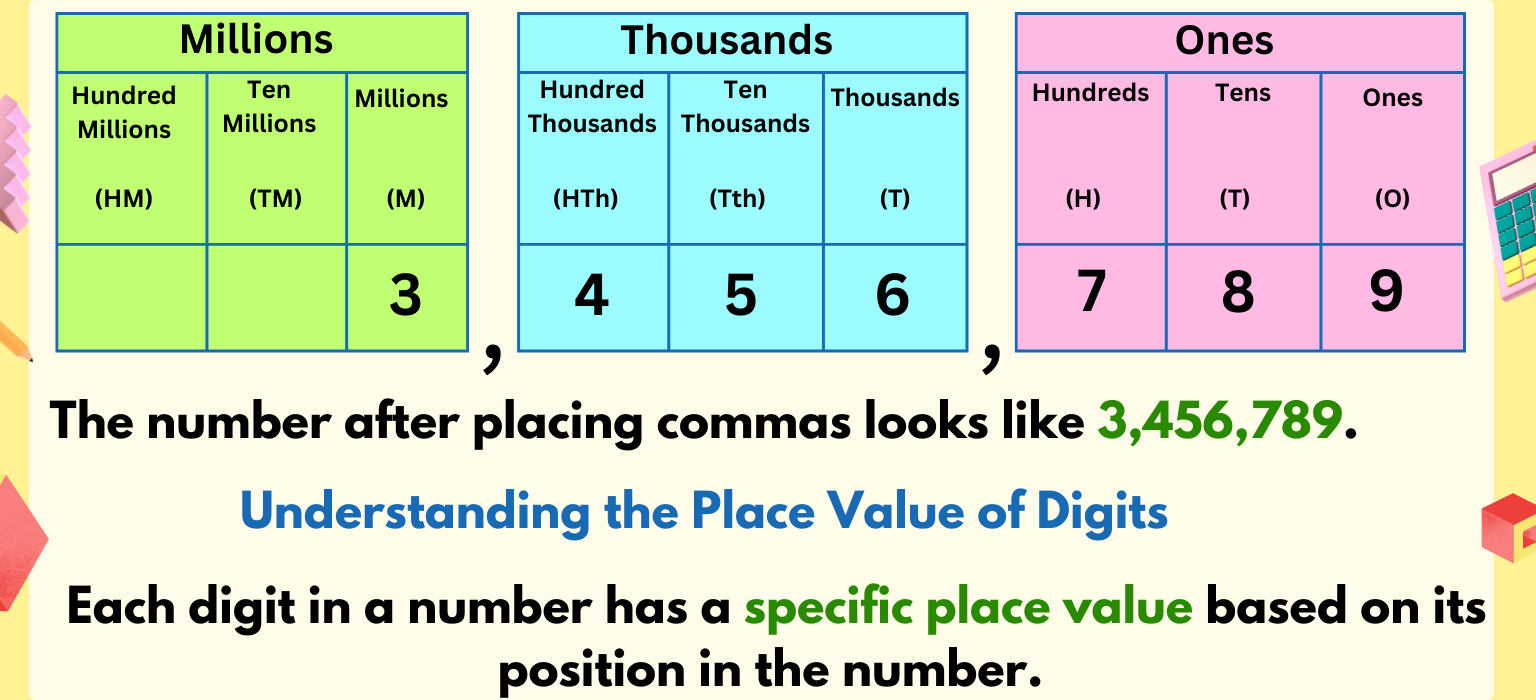 Millions Thousands Ones
Hundred Millions Ten Millions Millions Hundred Thousands Ten Thousands Thousands Hundreds Tens Ones
(HM) (TM) (M) (HTh) (Tth) (T) (H) (T) (O)
3 , 4 5 6 , 7 8 9
The number after placing commas looks like 3,456,789.
Understanding the Place Value of Digits
Each digit in a number has a specific place value based on its
position in the number.